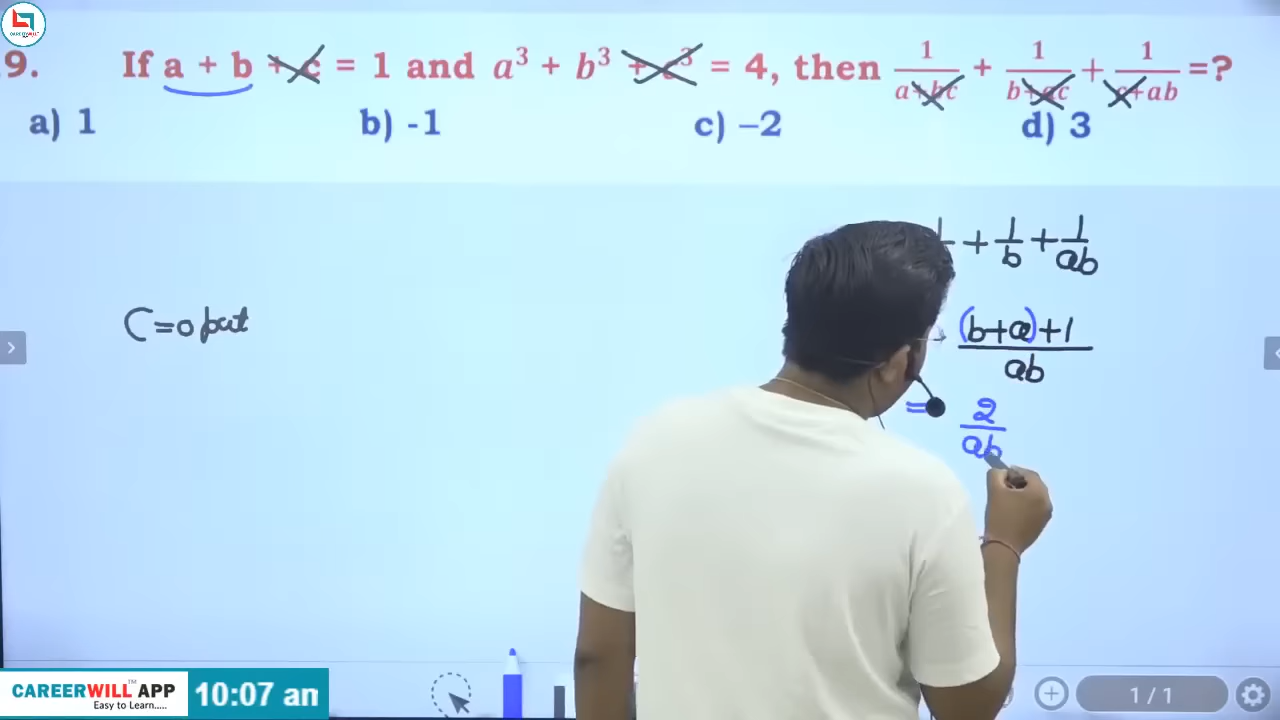 CAREERWILL
9. If a + b + c = 1 and a³ + b³ + c³ = 4, then 1/(a+bc) + 1/(b+ac) + 1/(c+ab) =?
a) 1 b) -1 c) –2 d) 3
+ 1/b + 1/ab
C=0 put
(b+a)+1/ab
= 2/ab
CAREERWILL™ APP
Easy to Learn.....
10:07 am
1 / 1